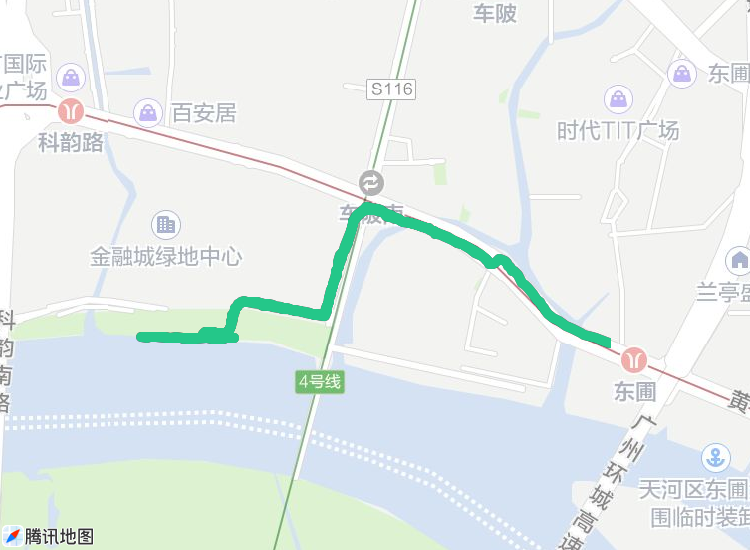 车陂
国际
业广场
东圃
S116
百安居
时代TIT广场
科韵路
车陂南
金融城绿地中心
兰亭盛
科韵南路
4号线
东圃
黄
广州环城高速
天河区东圃
围临时装卸
腾讯地图